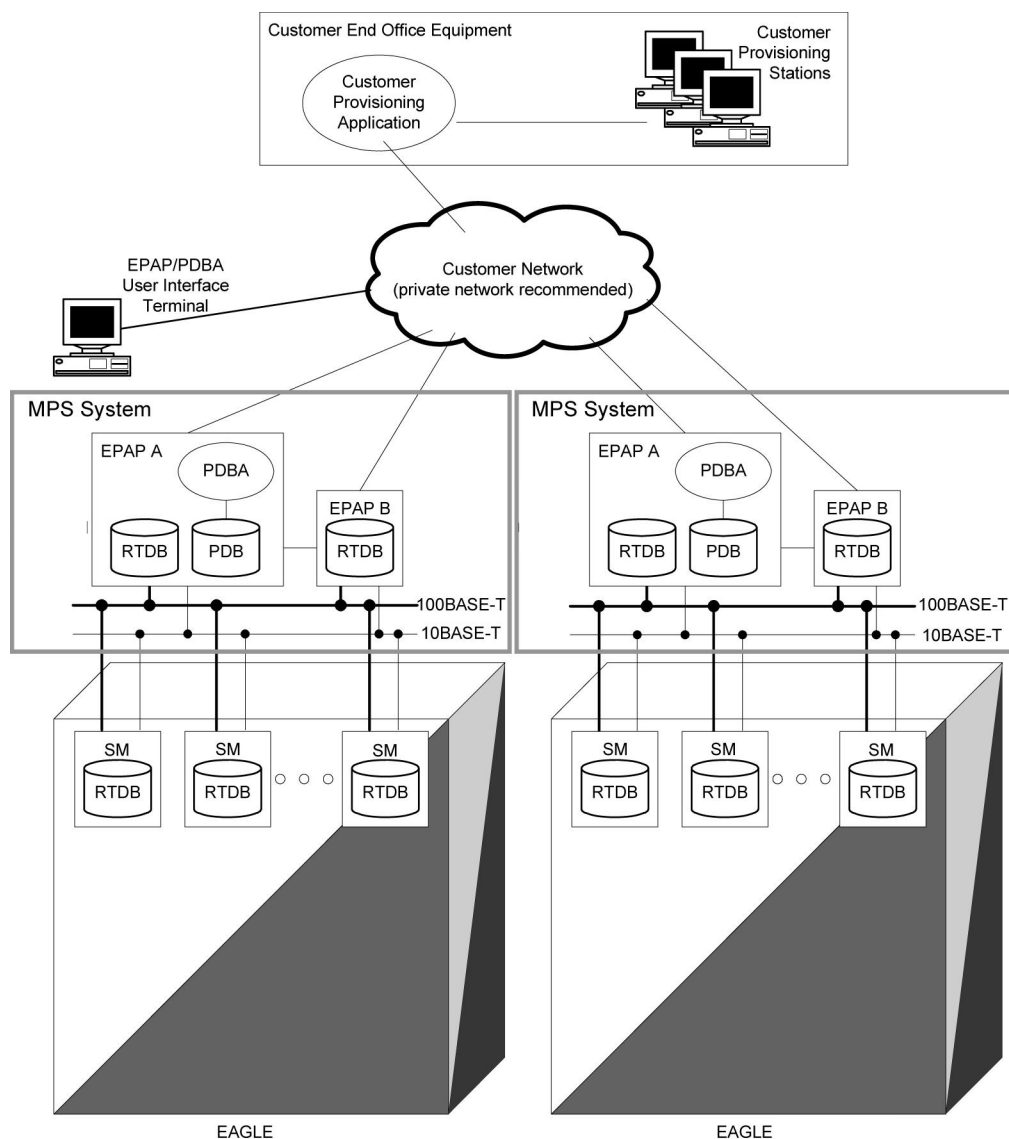 Customer End Office Equipment
Customer
Provisioning
Application
Customer
Provisioning
Stations
Customer Network
(private network recommended)
EPAP/PDBA
User Interface
Terminal
MPS System
EPAP A
PDBA
RTDB
PDB
EPAP B
RTDB
100BASE-T
10BASE-T
MPS System
EPAP A
PDBA
RTDB
PDB
EPAP B
RTDB
100BASE-T
10BASE-T
SM
RTDB
SM
RTDB
SM
RTDB
EAGLE
SM
RTDB
SM
RTDB
SM
RTDB
EAGLE